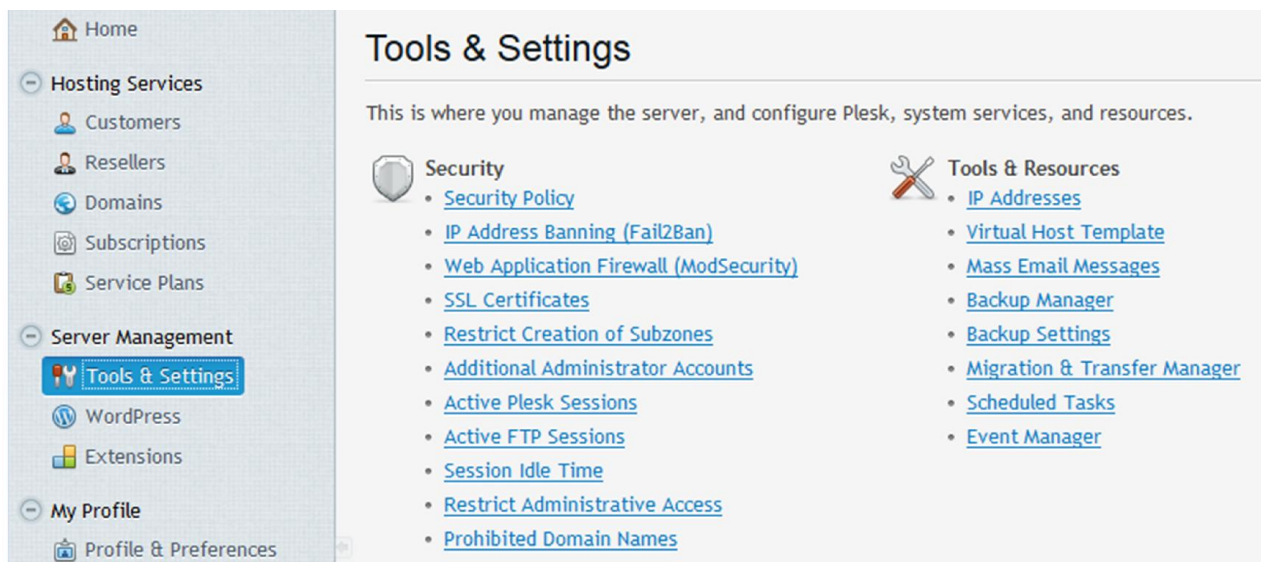 Home
Hosting Services
Customers
Resellers
Domains
Subscriptions
Service Plans
Server Management
Tools & Settings
WordPress
Extensions
My Profile
Profile & Preferences
Tools & Settings
This is where you manage the server, and configure Plesk, system services, and resources.
Security
• Security Policy
• IP Address Banning (Fail2Ban)
• Web Application Firewall (ModSecurity)
• SSL Certificates
• Restrict Creation of Subzones
• Additional Administrator Accounts
• Active Plesk Sessions
• Active FTP Sessions
• Session Idle Time
• Restrict Administrative Access
• Prohibited Domain Names
Tools & Resources
• IP Addresses
• Virtual Host Template
• Mass Email Messages
• Backup Manager
• Backup Settings
• Migration & Transfer Manager
• Scheduled Tasks
• Event Manager